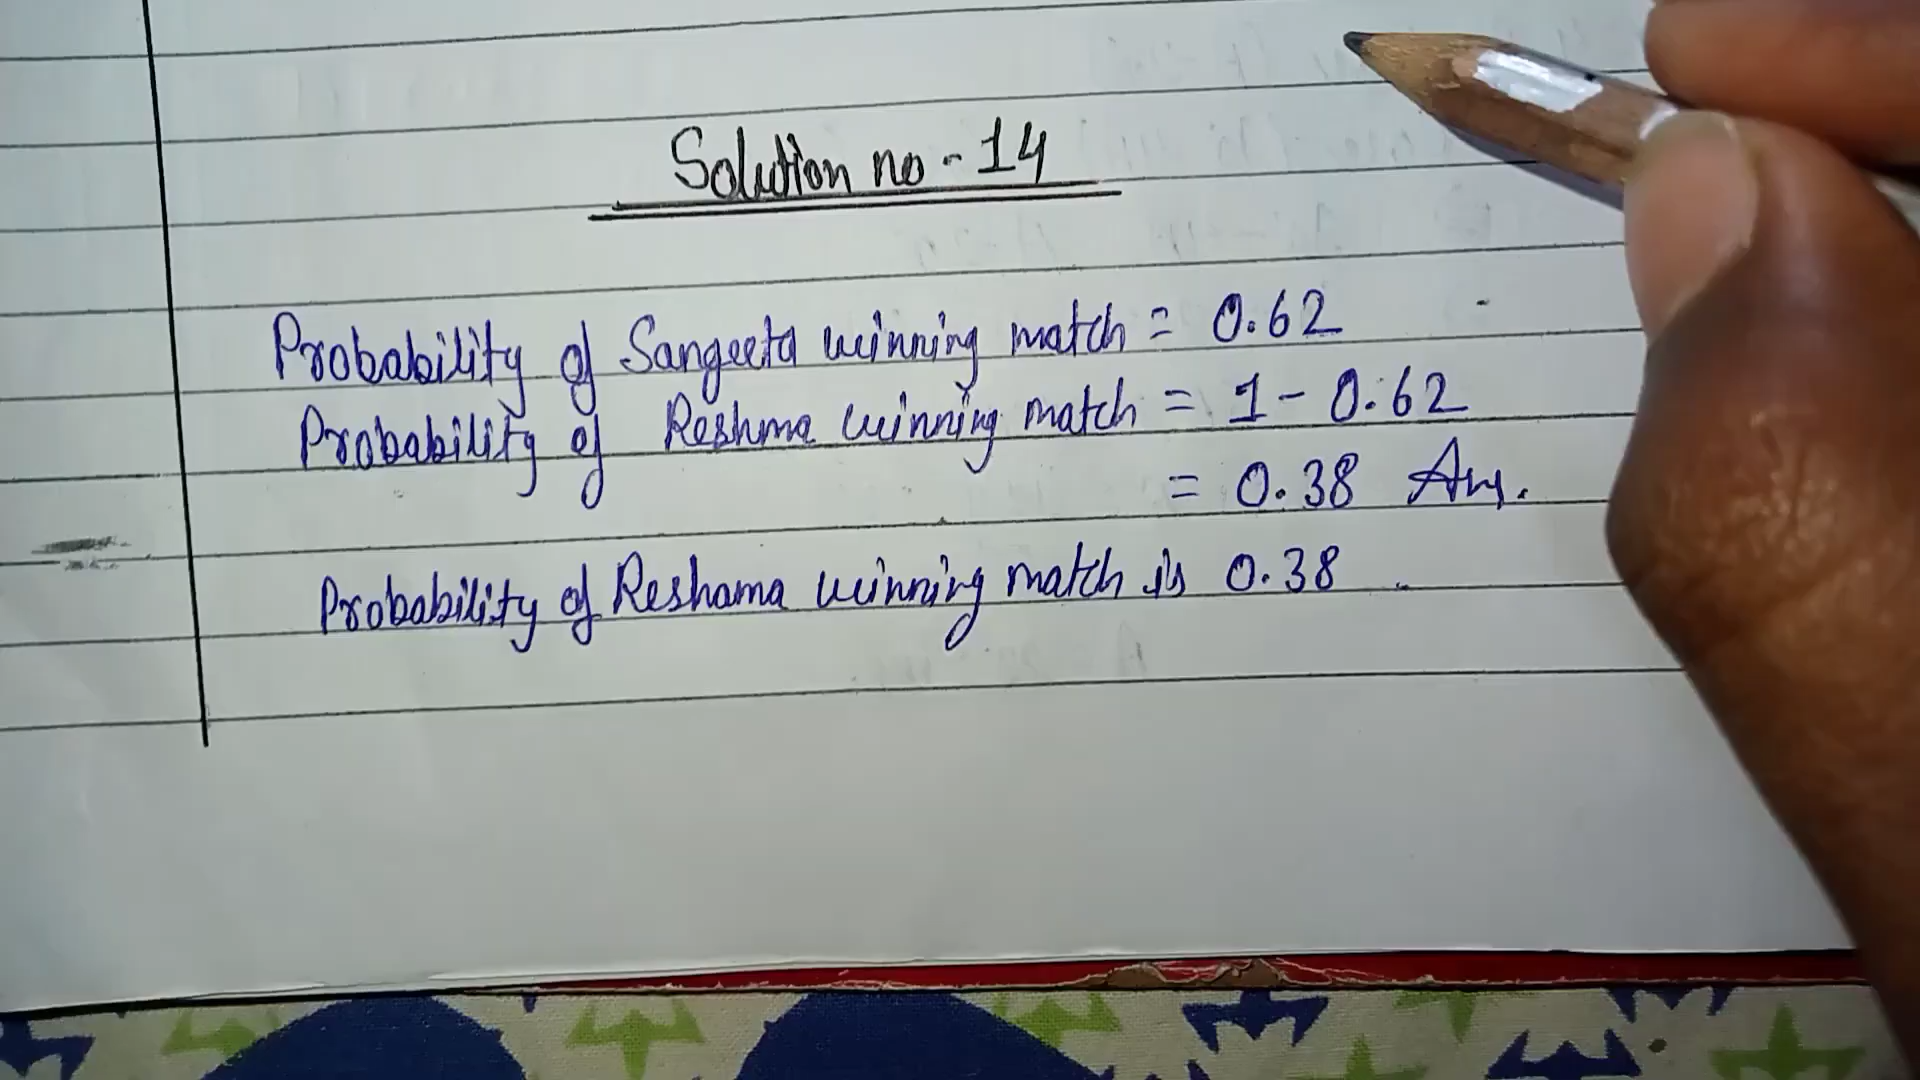 Solution no - 14
Probability of Sangeeta winning match = 0.62
Probability of Reshma winning match = 1 - 0.62
= 0.38 Ans.
Probability of Reshama winning match is 0.38